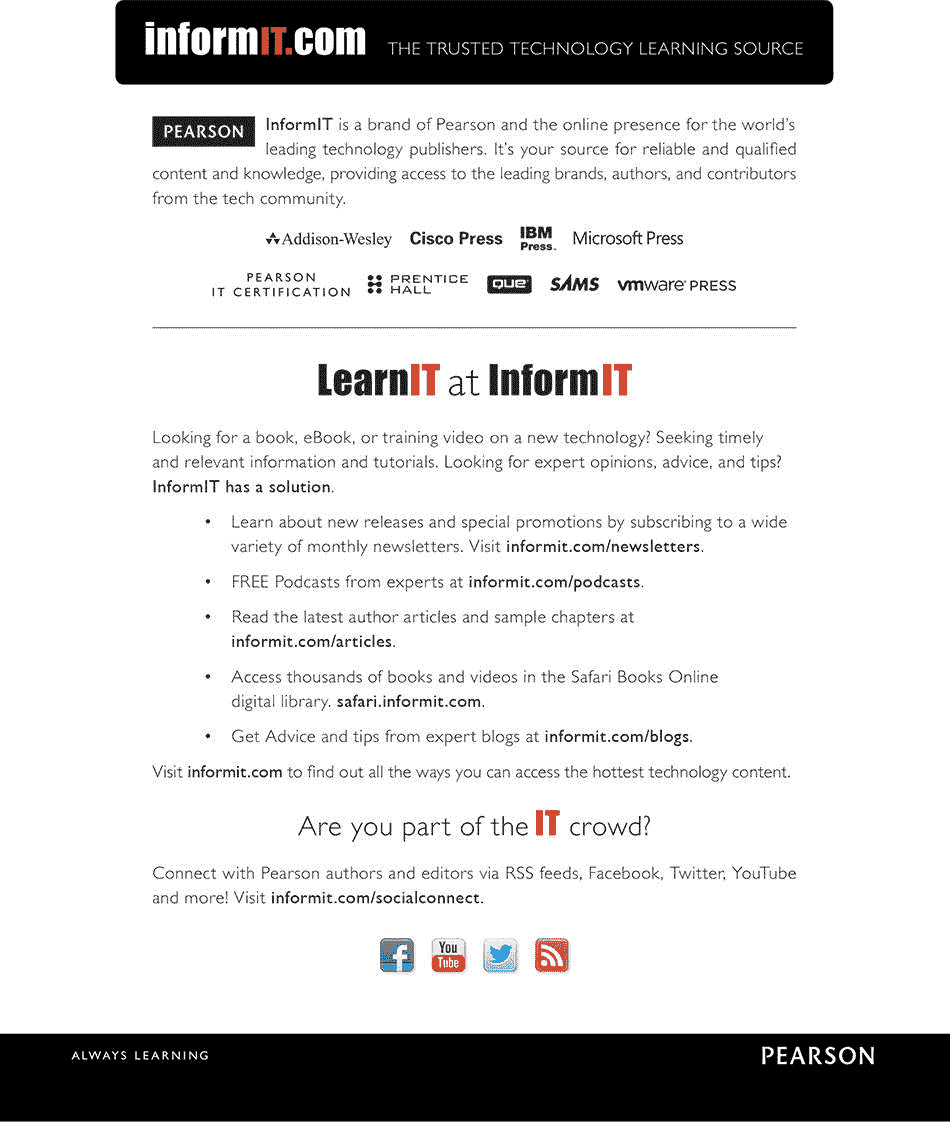 informIT.com THE TRUSTED TECHNOLOGY LEARNING SOURCE
PEARSON InformIT is a brand of Pearson and the online presence for the world's
leading technology publishers. It's your source for reliable and qualified
content and knowledge, providing access to the leading brands, authors, and contributors
from the tech community.
Addison-Wesley Cisco Press IBM Press. Microsoft Press
PEARSON IT CERTIFICATION PRENTICE HALL QUE SAMS vmware PRESS
LearnIT at InformIT
Looking for a book, eBook, or training video on a new technology? Seeking timely
and relevant information and tutorials. Looking for expert opinions, advice, and tips?
InformIT has a solution.
• Learn about new releases and special promotions by subscribing to a wide
variety of monthly newsletters. Visit informit.com/newsletters.
• FREE Podcasts from experts at informit.com/podcasts.
• Read the latest author articles and sample chapters at
informit.com/articles.
• Access thousands of books and videos in the Safari Books Online
digital library. safari.informit.com.
• Get Advice and tips from expert blogs at informit.com/blogs.
Visit informit.com to find out all the ways you can access the hottest technology content.
Are you part of the IT crowd?
Connect with Pearson authors and editors via RSS feeds, Facebook, Twitter, YouTube
and more! Visit informit.com/socialconnect.
f You Tube
ALWAYS LEARNING PEARSON